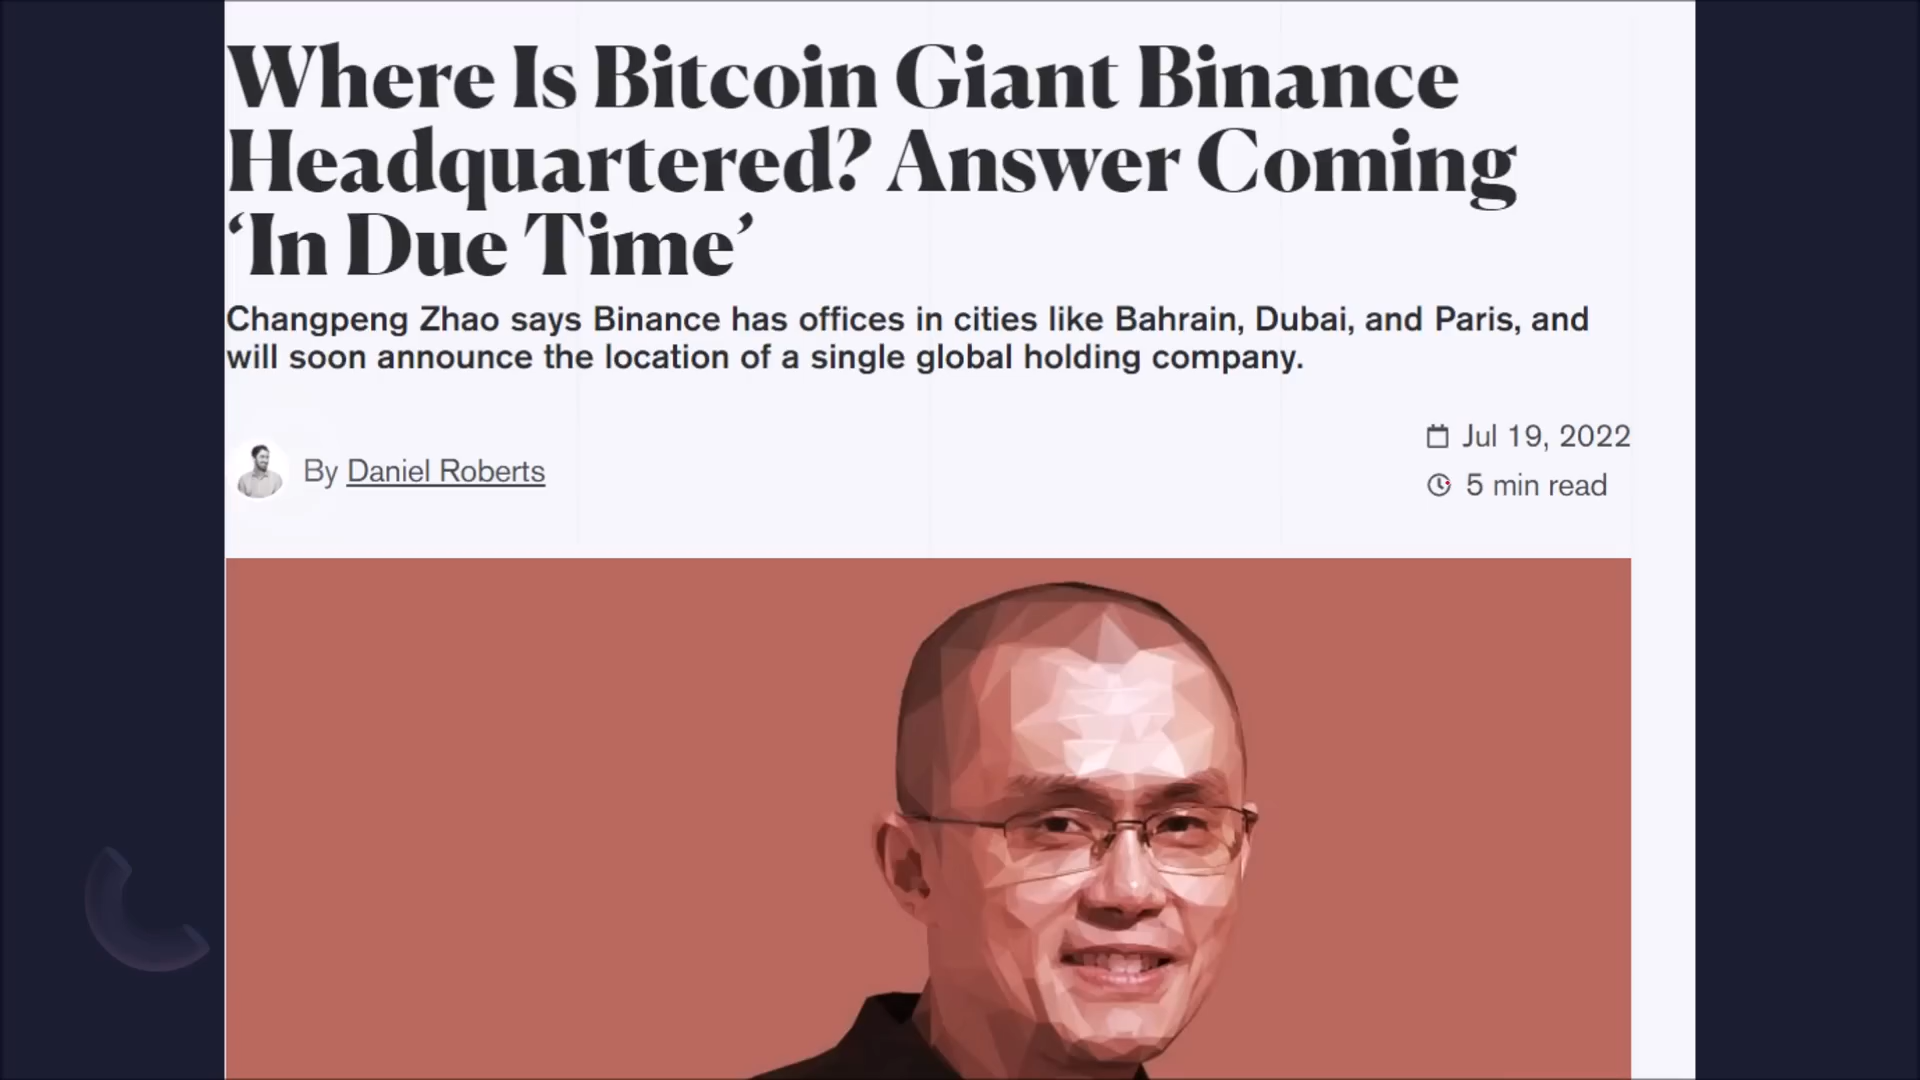 Where Is Bitcoin Giant Binance
Headquartered? Answer Coming
‘In Due Time’
Changpeng Zhao says Binance has offices in cities like Bahrain, Dubai, and Paris, and
will soon announce the location of a single global holding company.
By Daniel Roberts
Jul 19, 2022
5 min read